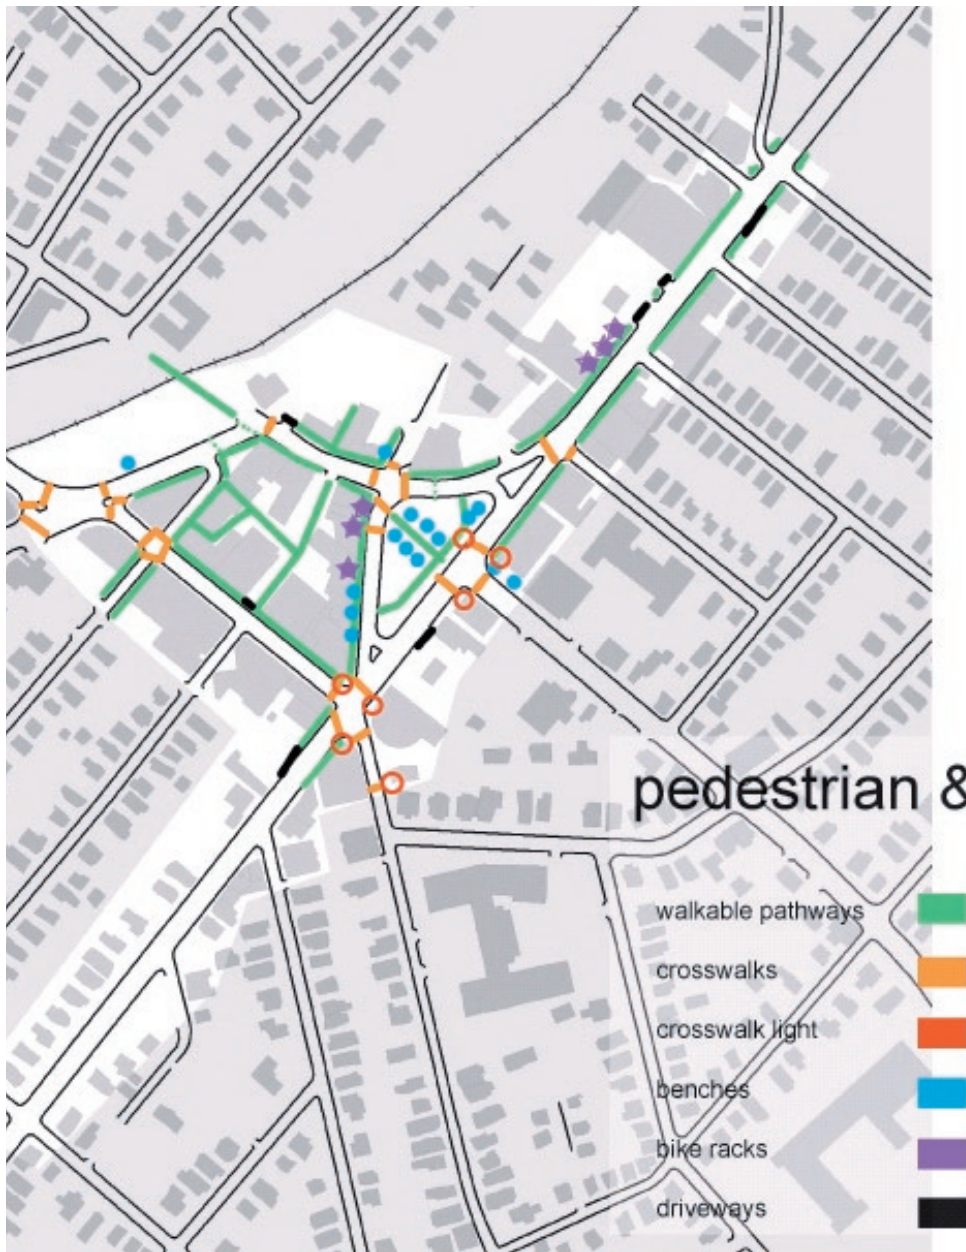 pedestrian &
walkable pathways
crosswalks
crosswalk light
benches
bike racks
driveways